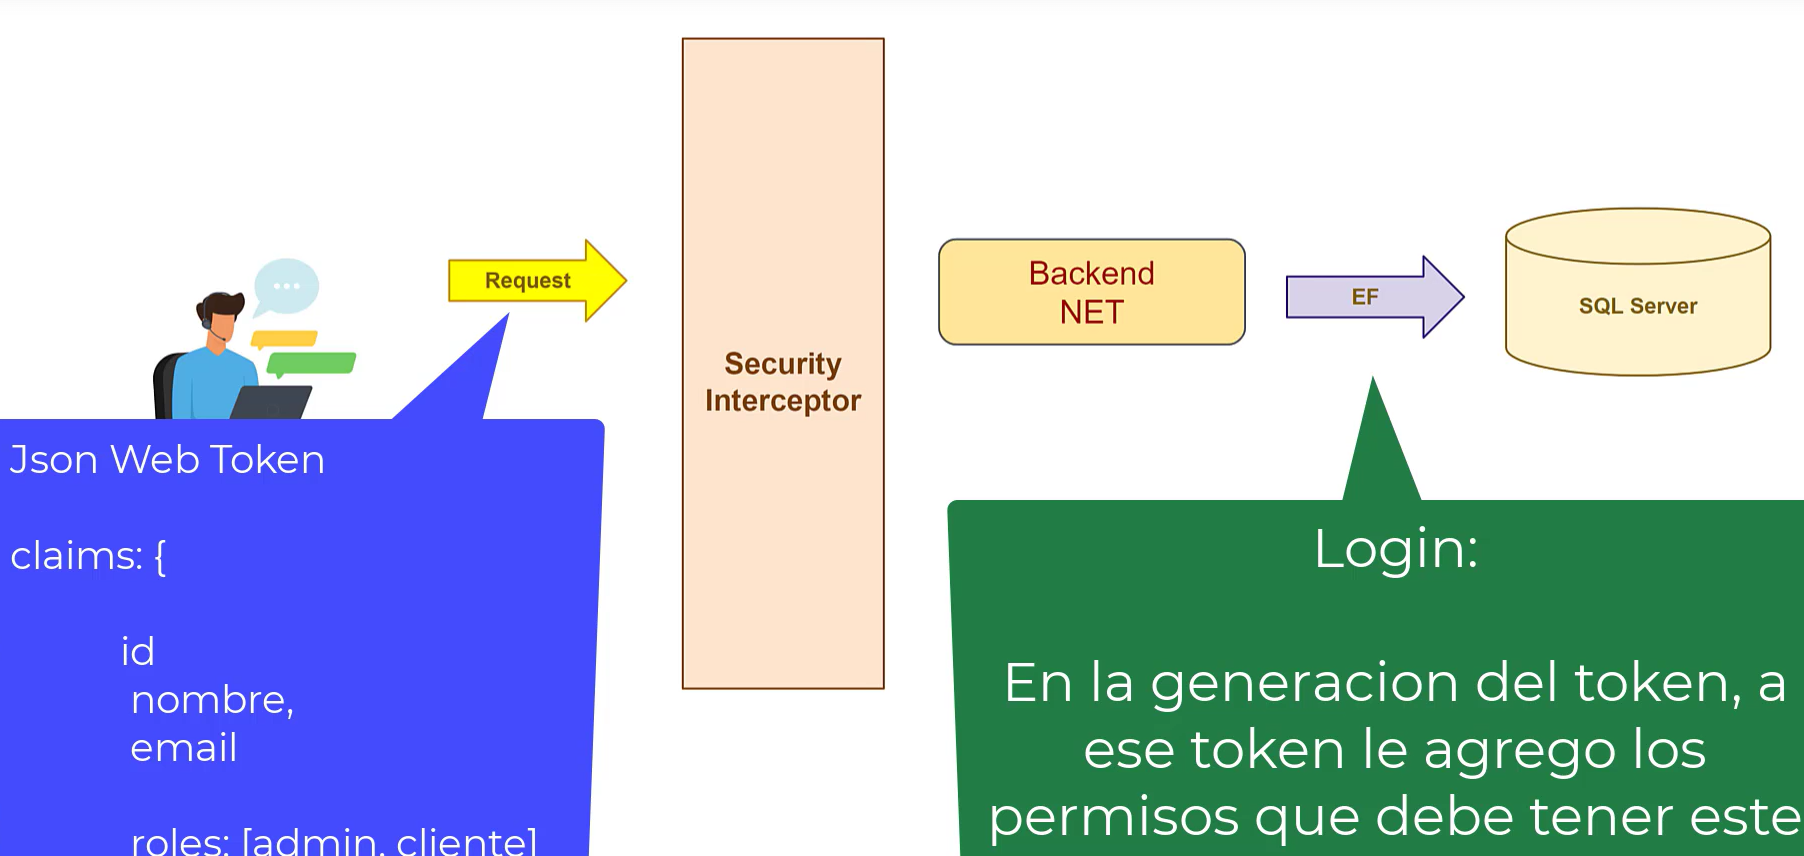 Request
Security
Interceptor
Backend
NET
EF
SQL Server
Json Web Token
claims: {
id
nombre,
email
roles: [admin, cliente]
Login:
En la generacion del token, a
ese token le agrego los
permisos que debe tener este